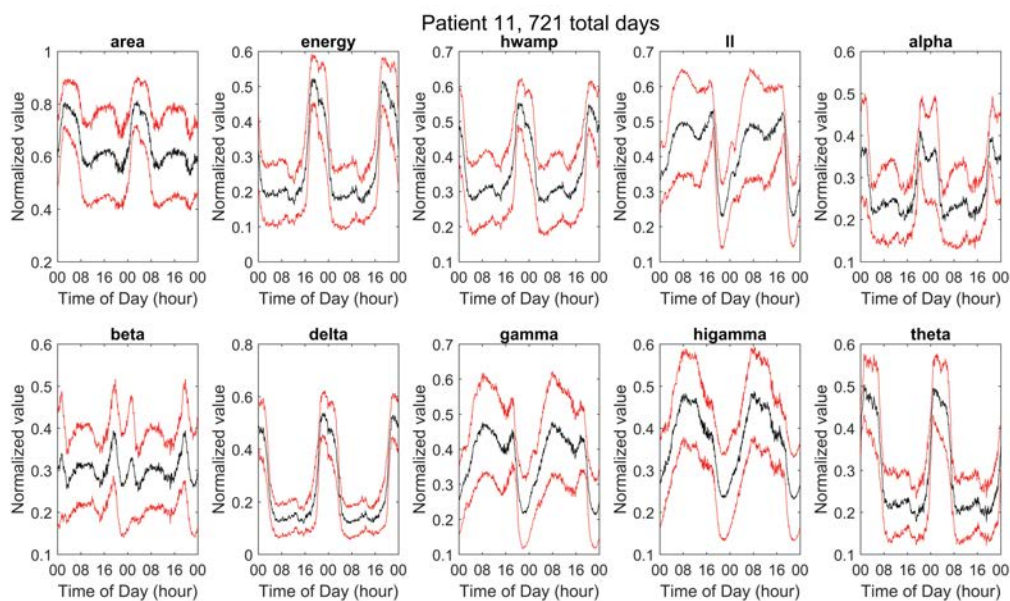 Patient 11, 721 total days
area
energy
hwamp
ll
alpha
Normalized value
1
0.8
0.6
0.4
0.2
00 08 16 00 08 16 00
Time of Day (hour)
Normalized value
0.6
0.5
0.4
0.3
0.2
0.1
0
00 08 16 00 08 16 00
Time of Day (hour)
Normalized value
0.7
0.6
0.5
0.4
0.3
0.2
0.1
00 08 16 00 08 16 00
Time of Day (hour)
Normalized value
0.7
0.6
0.5
0.4
0.3
0.2
0.1
00 08 16 00 08 16 00
Time of Day (hour)
Normalized value
0.6
0.5
0.4
0.3
0.2
0.1
00 08 16 00 08 16 00
Time of Day (hour)
beta
delta
gamma
higamma
theta
Normalized value
0.6
0.5
0.4
0.3
0.2
0.1
00 08 16 00 08 16 00
Time of Day (hour)
Normalized value
0.8
0.6
0.4
0.2
0
00 08 16 00 08 16 00
Time of Day (hour)
Normalized value
0.7
0.6
0.5
0.4
0.3
0.2
0.1
00 08 16 00 08 16 00
Time of Day (hour)
Normalized value
0.6
0.5
0.4
0.3
0.2
0.1
00 08 16 00 08 16 00
Time of Day (hour)
Normalized value
0.6
0.5
0.4
0.3
0.2
0.1
00 08 16 00 08 16 00
Time of Day (hour)